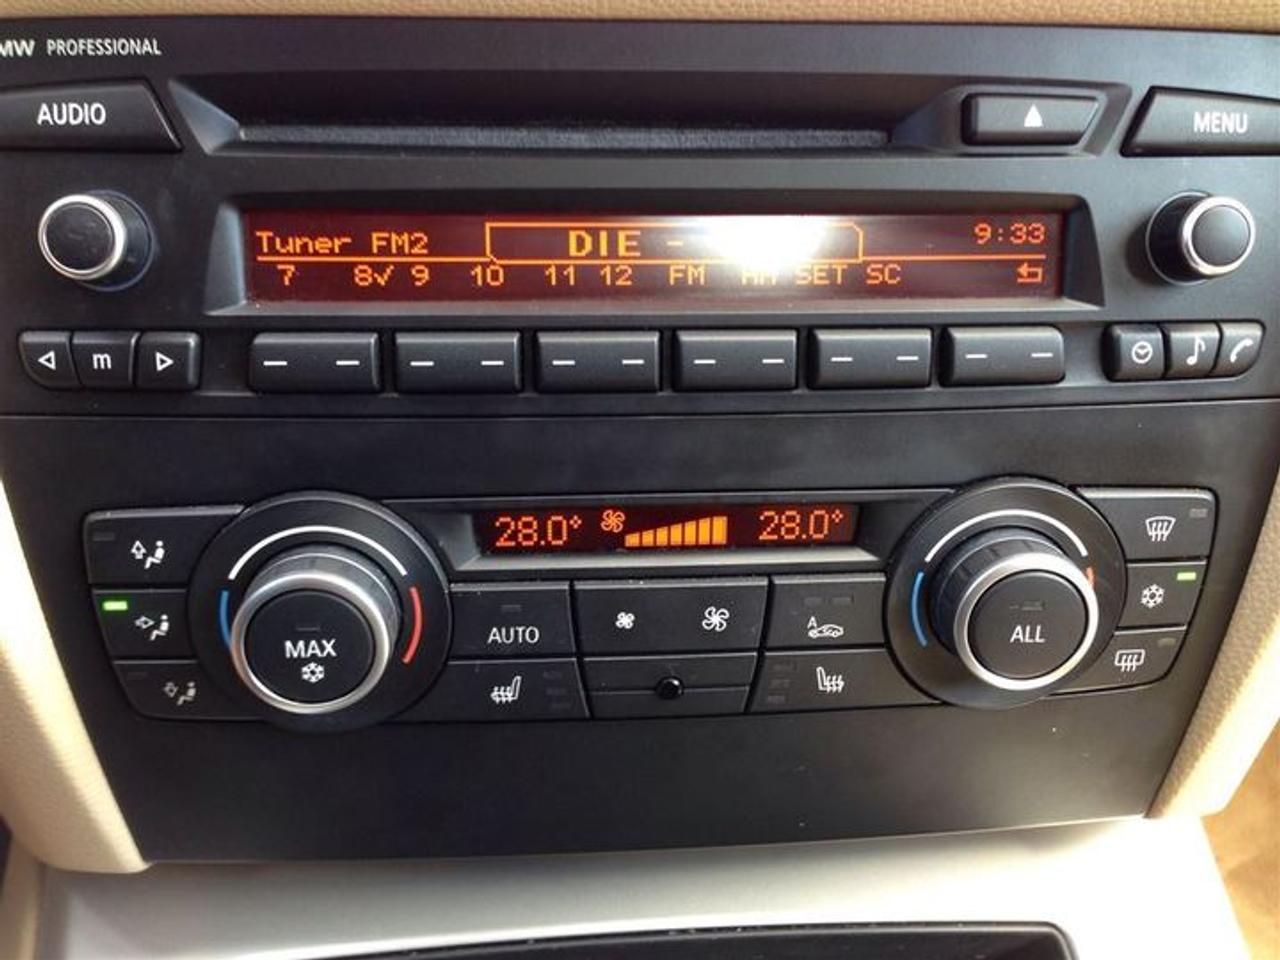 PROFESSIONAL
AUDIO
MENU
Tuner FM2
DIE -
9:33
7 8✓ 9 10 11 12 FM AM SET SC
m
28.0° 28.0°
MAX
AUTO
A
ALL